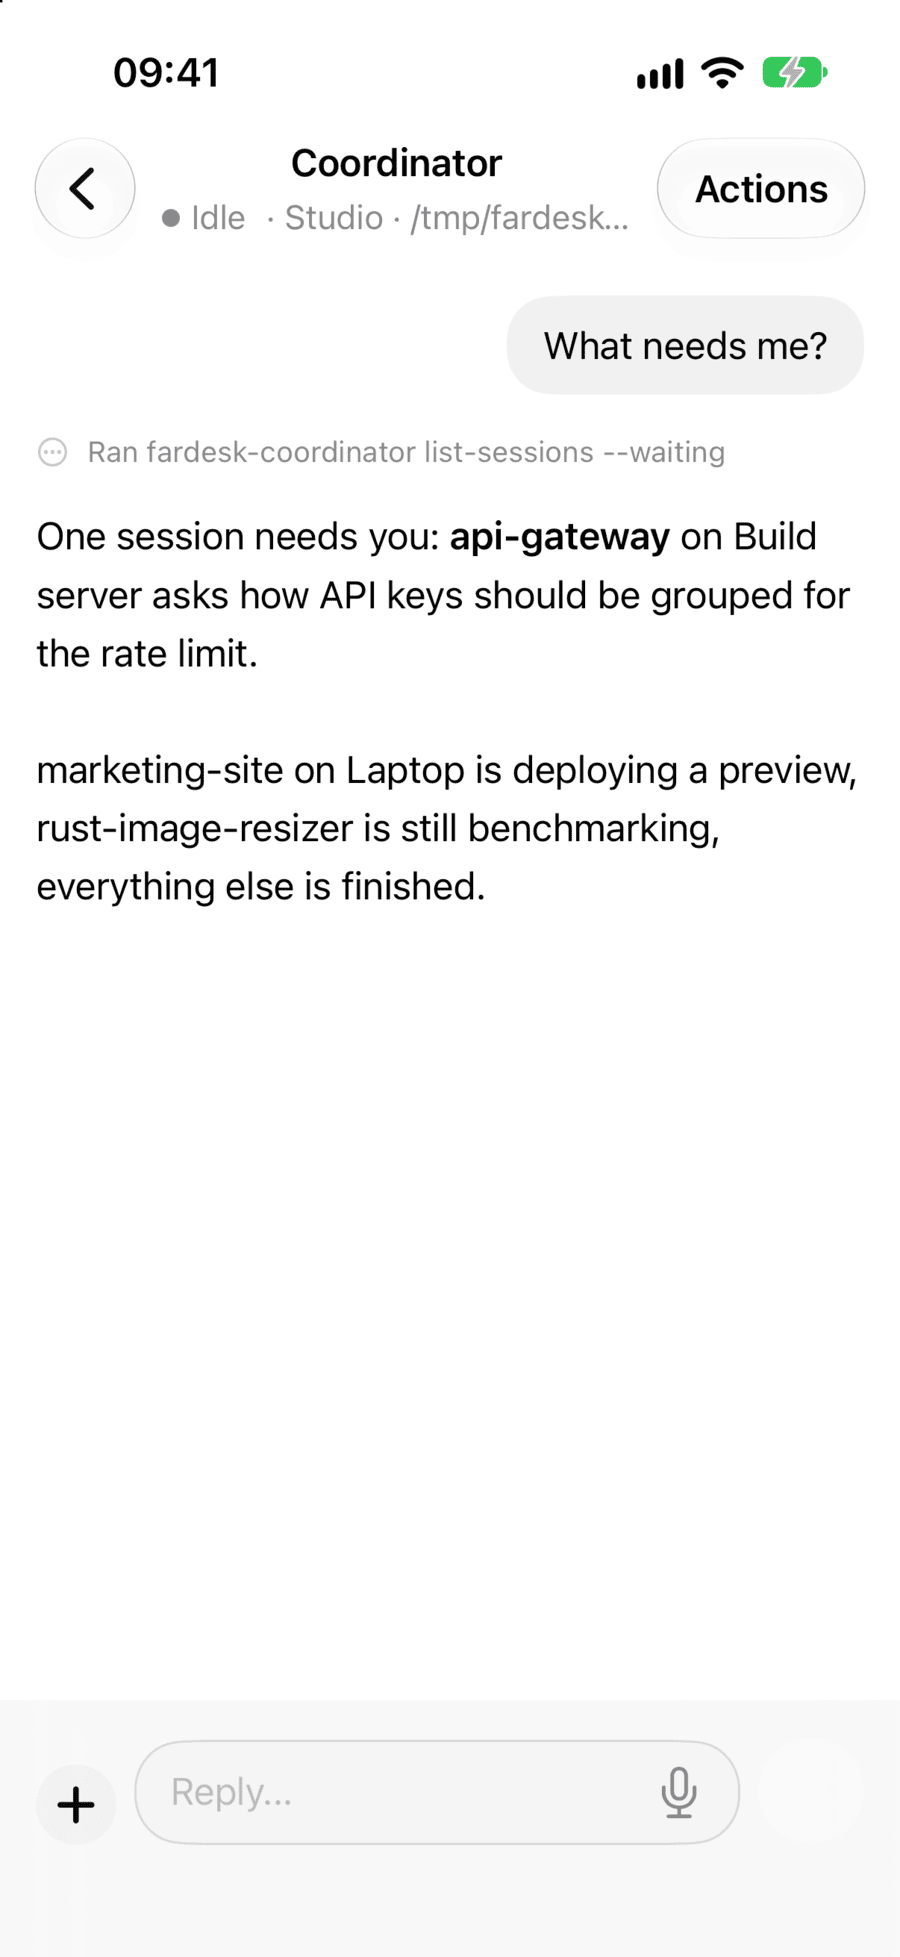 09:41
Coordinator
Actions
Idle · Studio · /tmp/fardesk...
What needs me?
Ran fardesk-coordinator list-sessions --waiting
One session needs you: api-gateway on Build
server asks how API keys should be grouped for
the rate limit.
marketing-site on Laptop is deploying a preview,
rust-image-resizer is still benchmarking,
everything else is finished.
Reply...